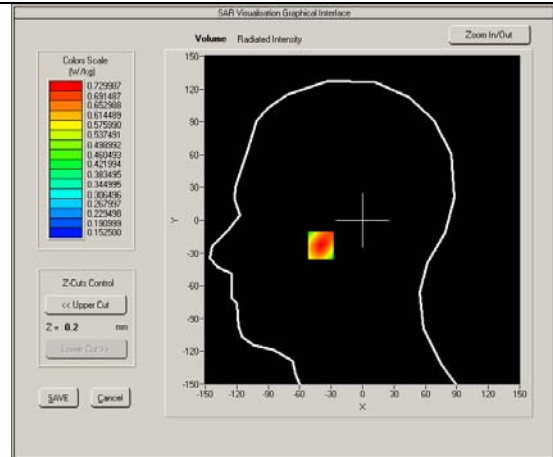 SAR Visualisation Graphical Interface
Volume Radiated Intensity
Zoom In/Out
Colors Scale
(W/kg)
0.729987
0.691487
0.652988
0.614489
0.575990
0.537491
0.498992
0.460493
0.421994
0.383495
0.344995
0.306496
0.267997
0.229498
0.190999
0.152500
Z-Cuts Control
<< Upper Cut
Z = 0.2 mm
SAVE Cancel
Y
150
120
90
60
30
0
-30
-60
-90
-120
-150
-150 -120 -90 -60 -30 0 30 60 90 120 150
X